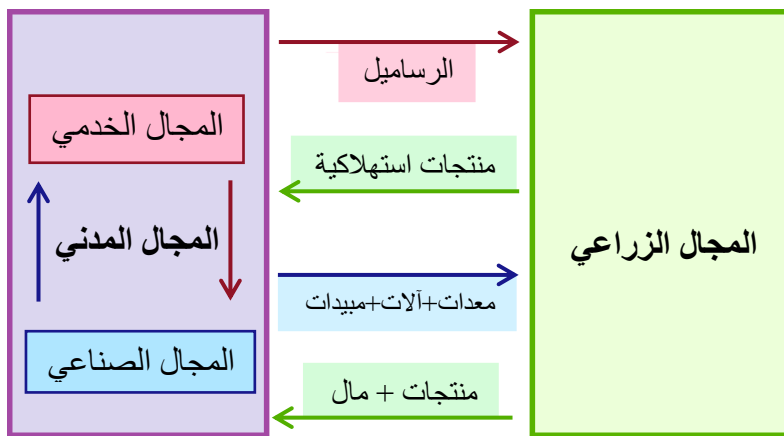 الرساميل
المجال الخدمي
منتجات استهلاكية
المجال المدني
المجال الزراعي
معدات+آلات+مبيدات
المجال الصناعي
منتجات + مال